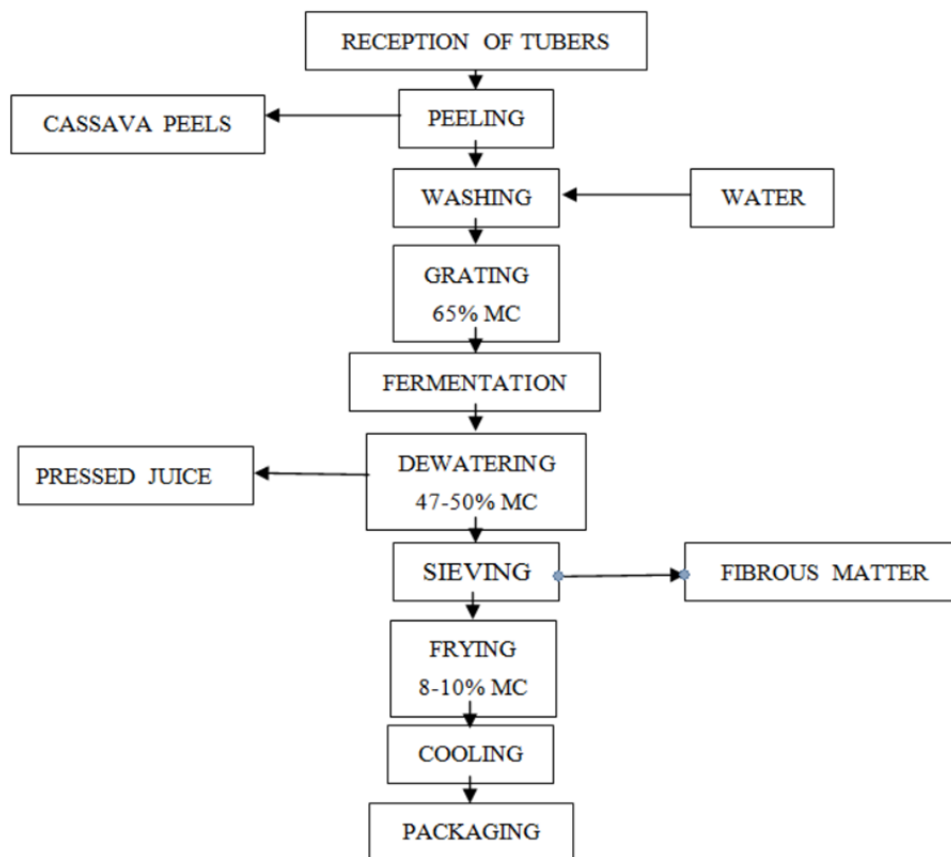 RECEPTION OF TUBERS
CASSAVA PEELS
PEELING
WASHING
WATER
GRATING
65% MC
FERMENTATION
PRESSED JUICE
DEWATERING
47-50% MC
SIEVING
FIBROUS MATTER
FRYING
8-10% MC
COOLING
PACKAGING